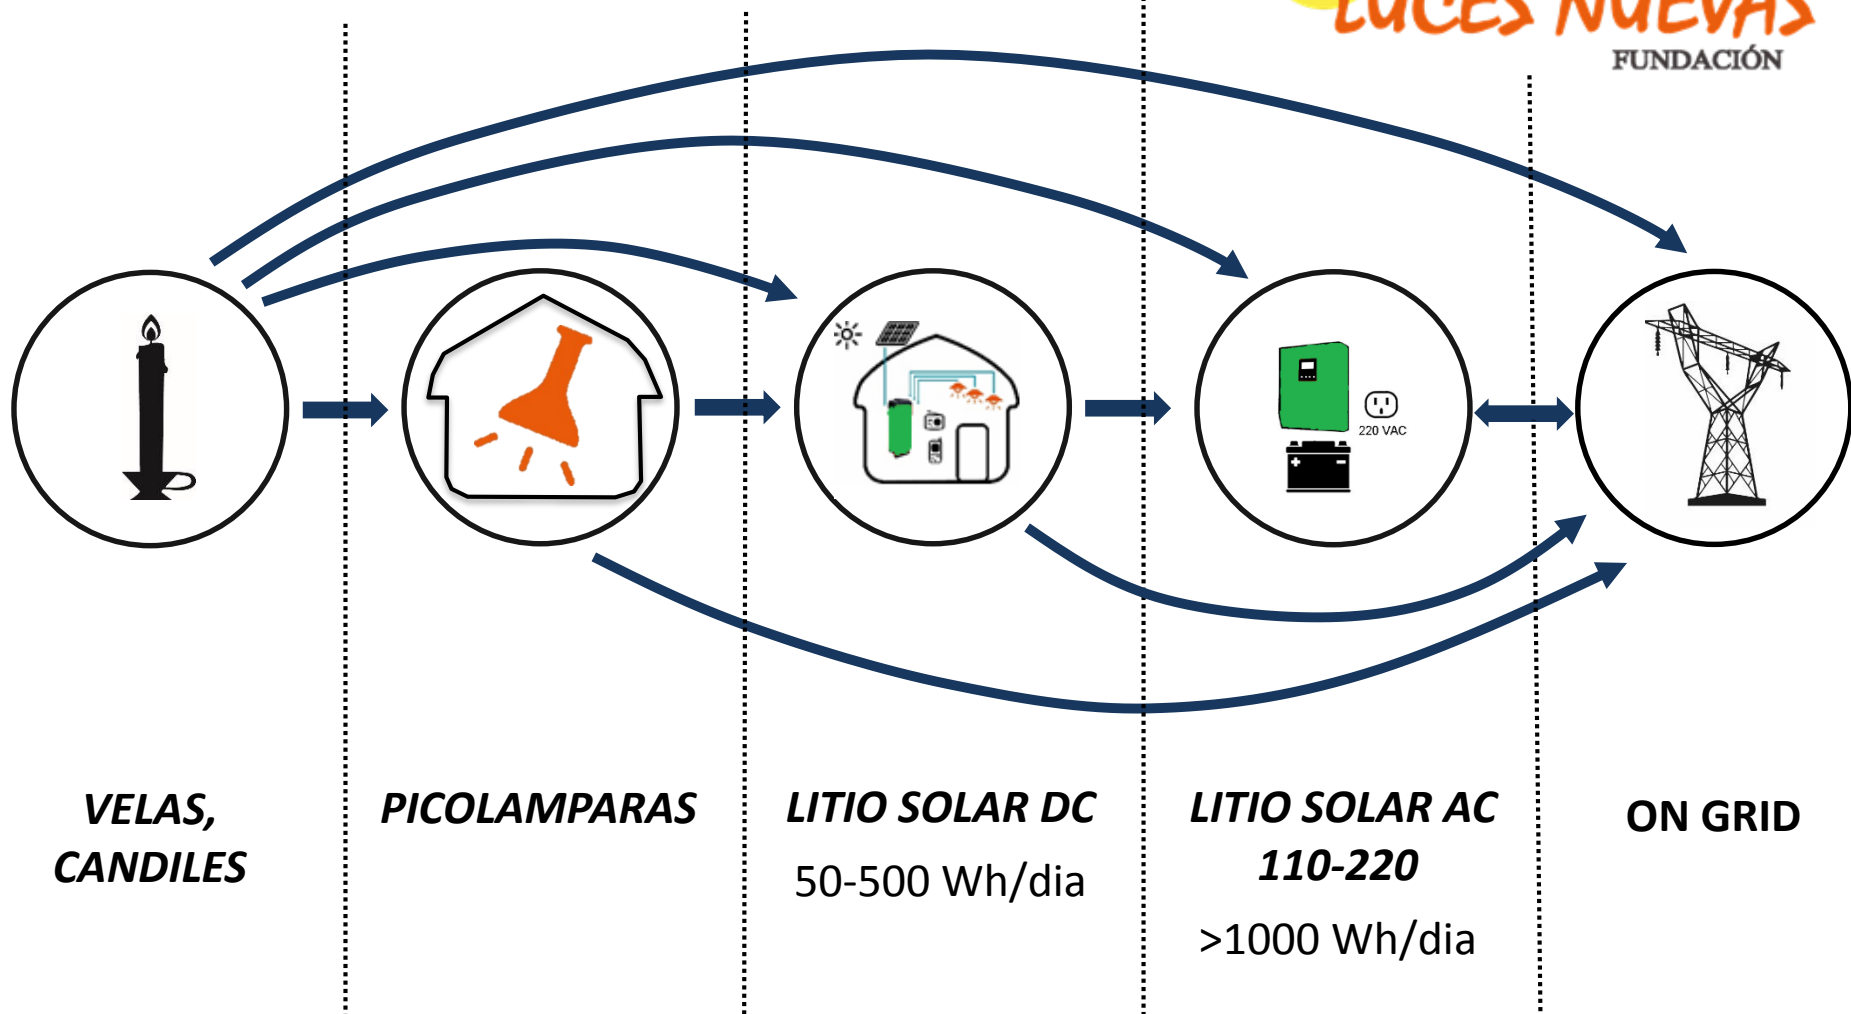 LUCES NUEVAS
FUNDACIÓN
220 VAC
VELAS,
CANDILES
PICOLAMPARAS
LITIO SOLAR DC
50-500 Wh/dia
LITIO SOLAR AC
110-220
>1000 Wh/dia
ON GRID